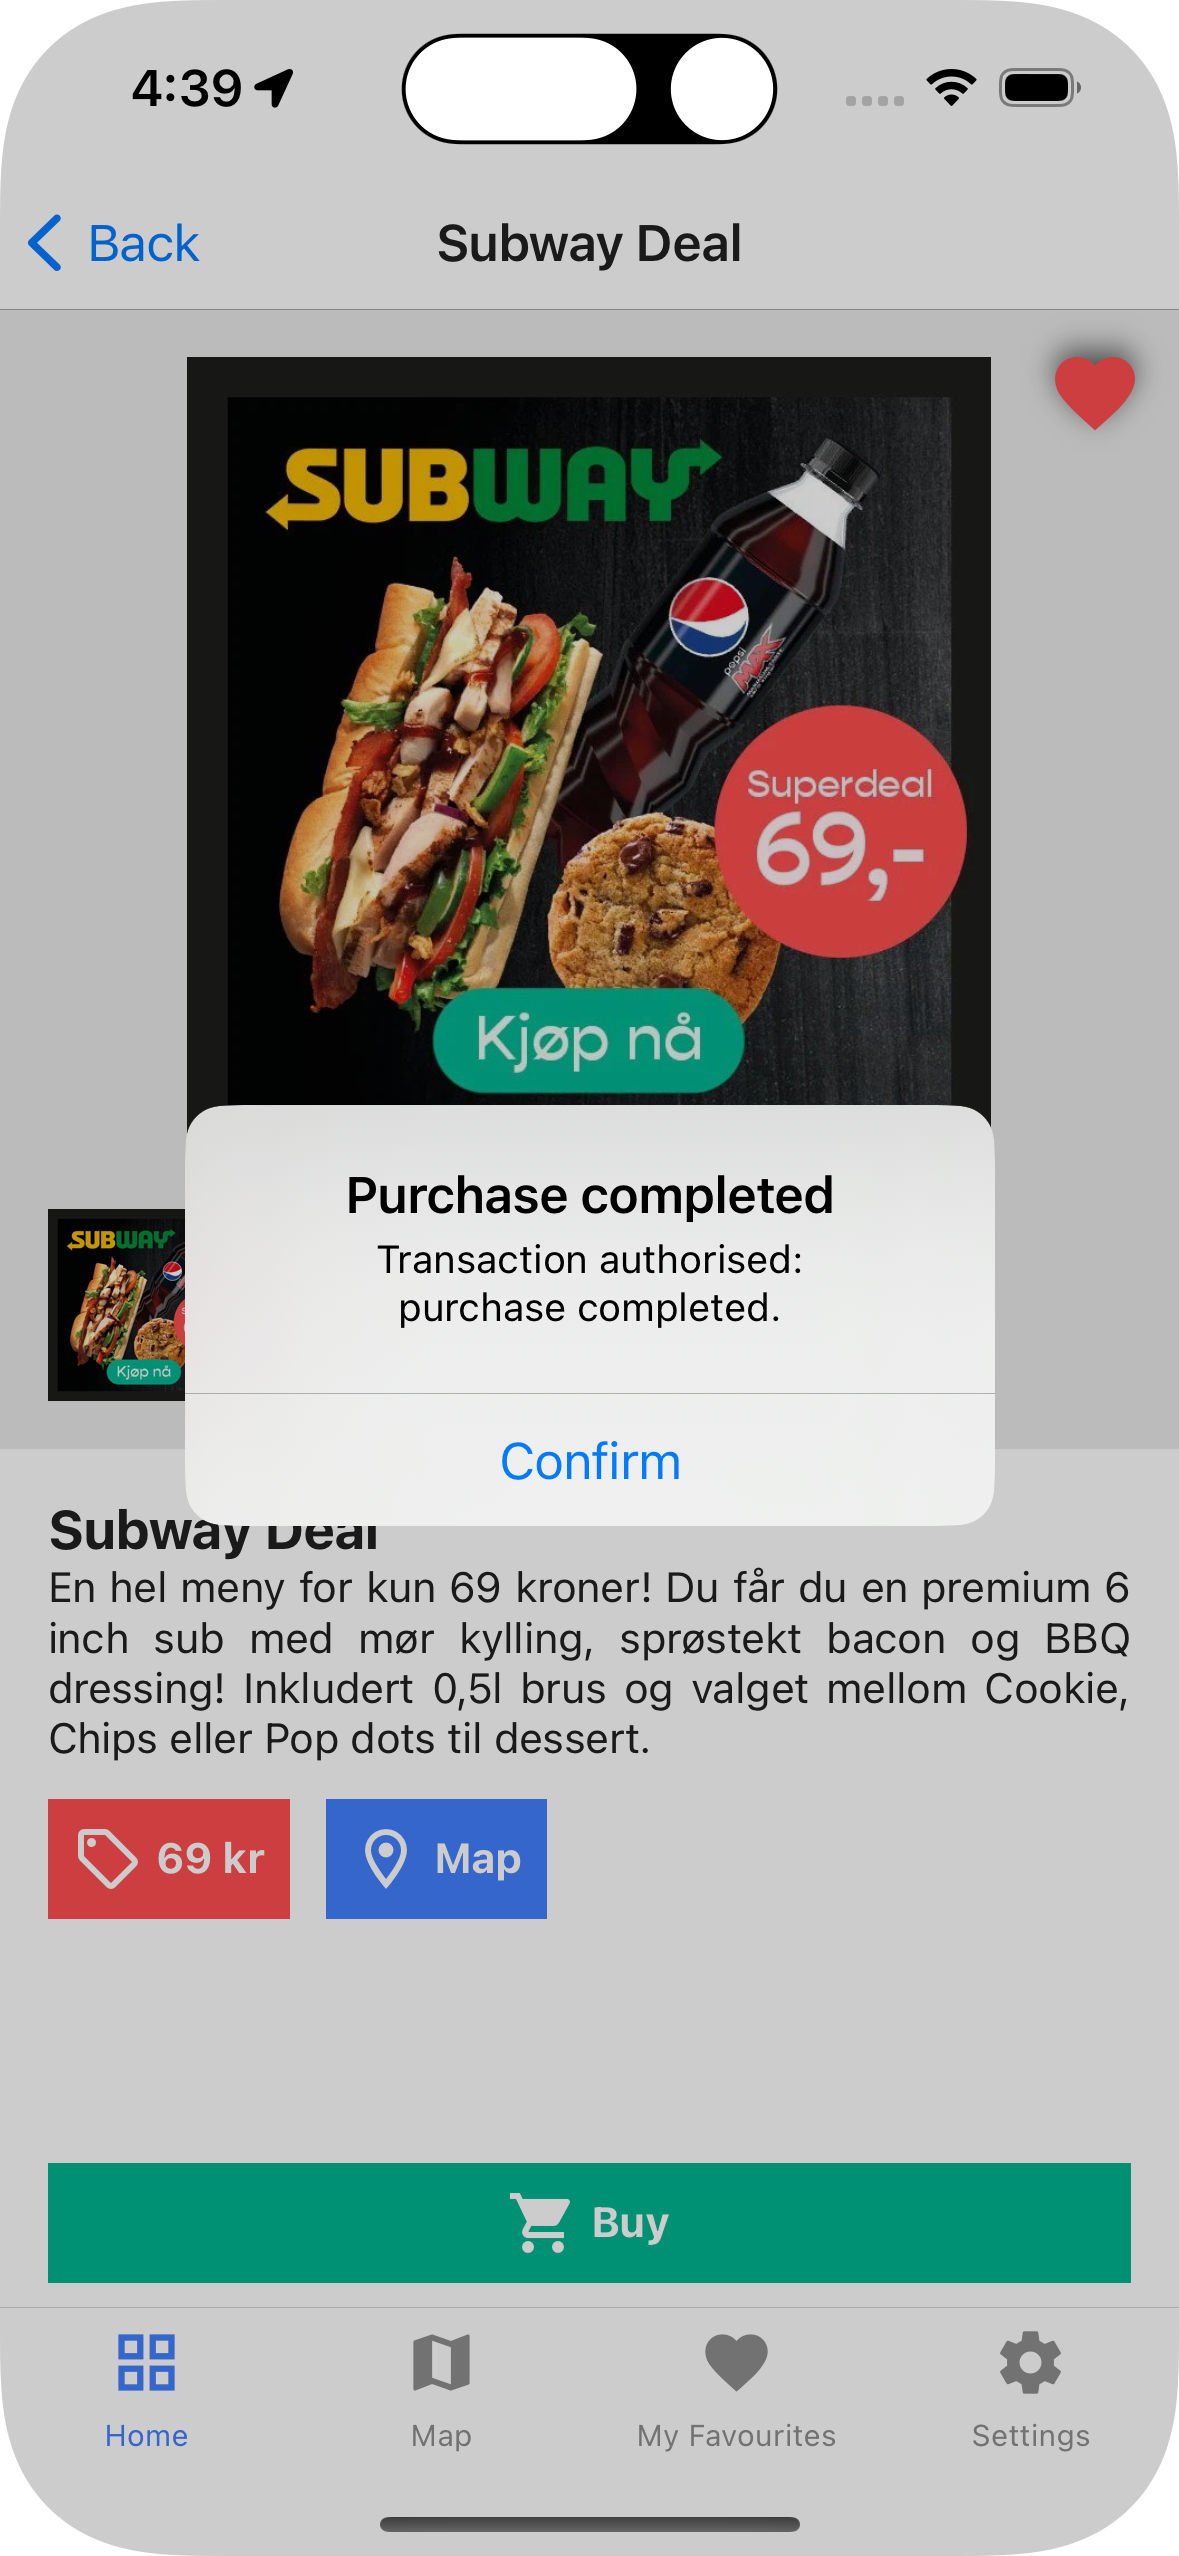 4:39
Back
Subway Deal
SUBWAY
pepsi
MAX
Superdeal
69,-
Kjøp nå
Purchase completed
Transaction authorised:
purchase completed.
SUBWAY
Kjøp nå
Confirm
Subway Deal
En hel meny for kun 69 kroner! Du får du en premium 6
inch sub med mør kylling, sprøstekt bacon og BBQ
dressing! Inkludert 0,5l brus og valget mellom Cookie,
Chips eller Pop dots til dessert.
69 kr
Map
Buy
Home
Map
My Favourites
Settings